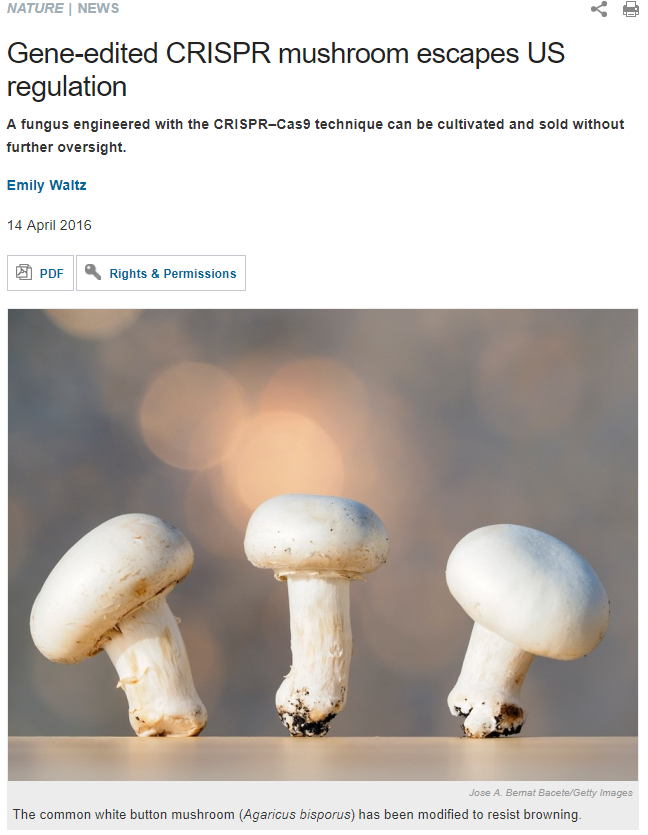 NATURE | NEWS
Gene-edited CRISPR mushroom escapes US
regulation
A fungus engineered with the CRISPR–Cas9 technique can be cultivated and sold without
further oversight.
Emily Waltz
14 April 2016
PDF
Rights & Permissions
Jose A. Bernat Bacete/Getty Images
The common white button mushroom (Agaricus bisporus) has been modified to resist browning.